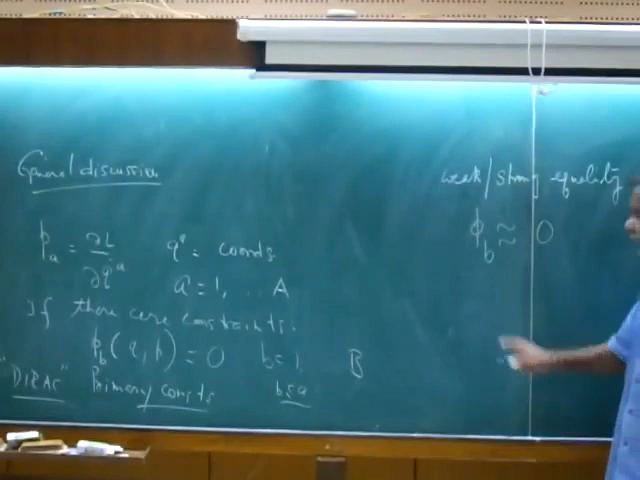 General discussion
p_a = ∂L/∂q̇^a    q^a = coords
a = 1, .. A
If there are constraints:
ϕ_b(q, p) = 0    b = 1,    B
"DIRAC" Primary consts    b ≤ a
weak/strong equality
ϕ_b ≈ 0